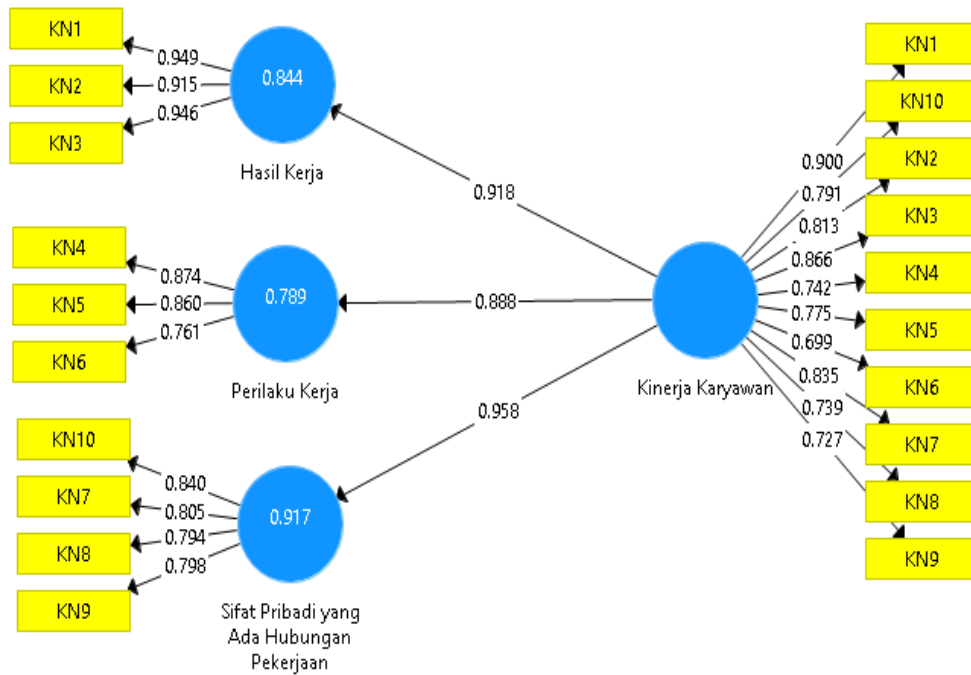 KN1
KN2
KN3
0.949
0.915
0.946
0.844
Hasil Kerja
0.918
KN4
KN5
KN6
0.874
0.860
0.761
0.789
Perilaku Kerja
0.888
KN10
KN7
KN8
KN9
0.840
0.805
0.794
0.798
0.917
Sifat Pribadi yang
Ada Hubungan
Pekerjaan
0.958
Kinerja Karyawan
0.900
0.791
0.813
0.866
0.742
0.775
0.699
0.835
0.739
0.727
KN1
KN10
KN2
KN3
KN4
KN5
KN6
KN7
KN8
KN9